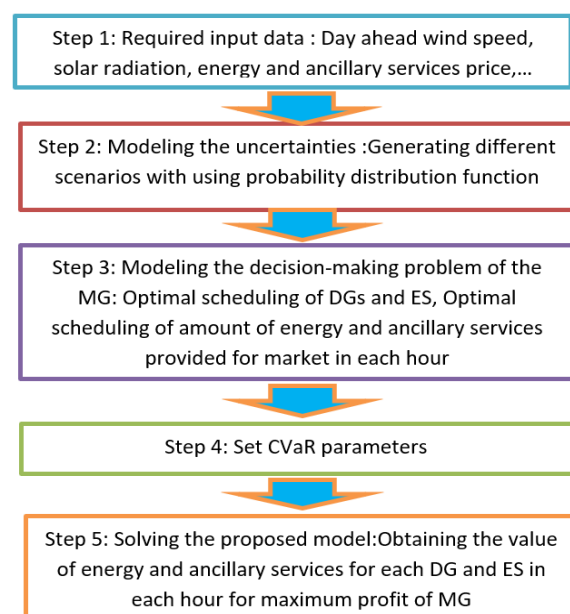 Step 1: Required input data : Day ahead wind speed,
solar radiation, energy and ancillary services price,...
Step 2: Modeling the uncertainties :Generating different
scenarios with using probability distribution function
Step 3: Modeling the decision-making problem of the
MG: Optimal scheduling of DGs and ES, Optimal
scheduling of amount of energy and ancillary services
provided for market in each hour
Step 4: Set CVaR parameters
Step 5: Solving the proposed model:Obtaining the value
of energy and ancillary services for each DG and ES in
each hour for maximum profit of MG